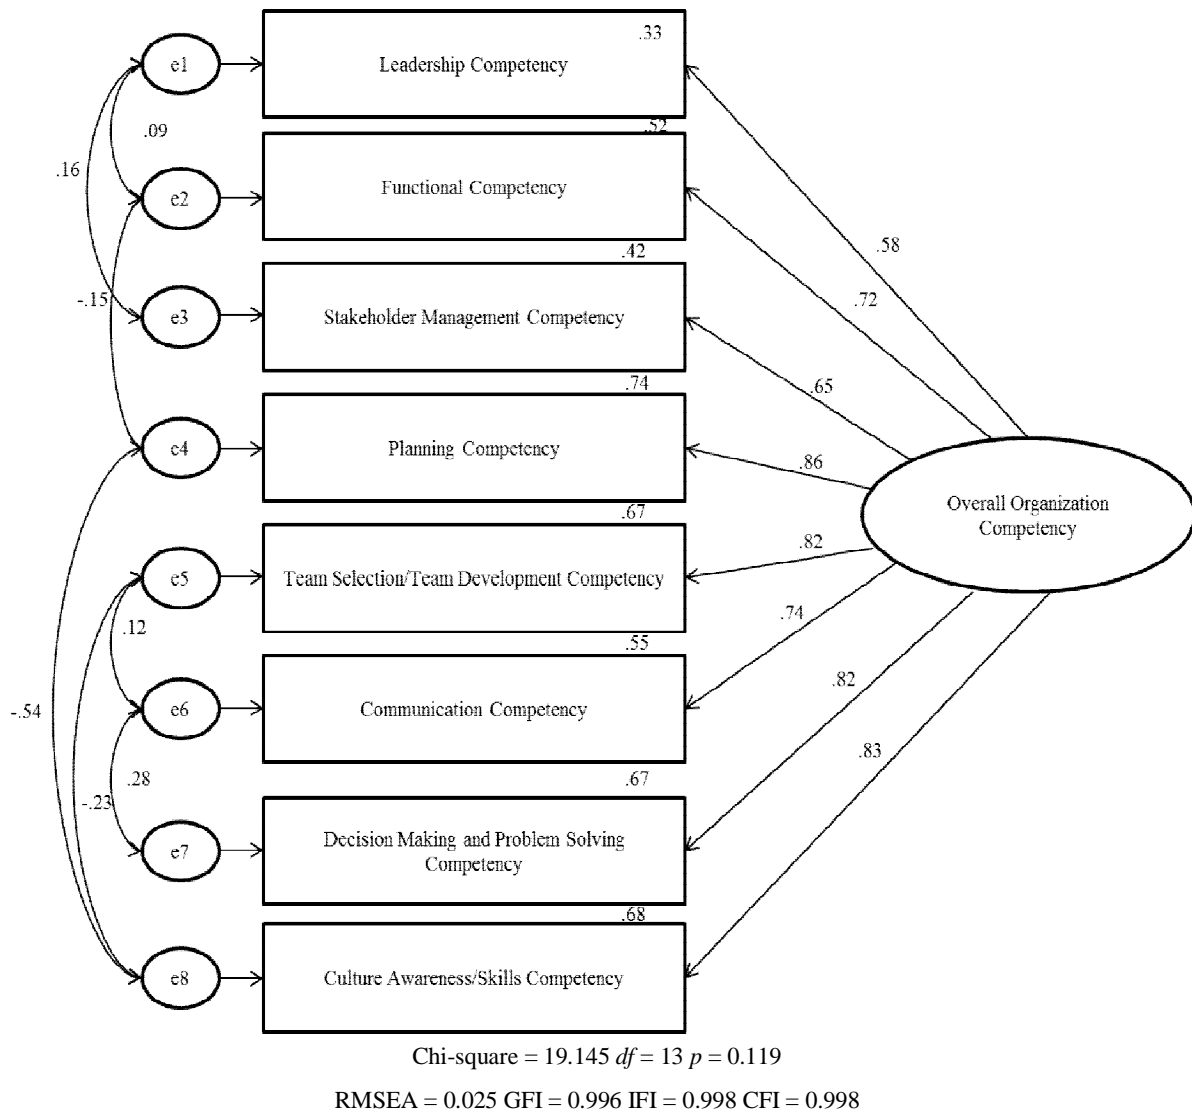 .33
e1
Leadership Competency
.09
.52
.16
e2
Functional Competency
.42
.58
.72
-.15
e3
Stakeholder Management Competency
.74
.65
e4
Planning Competency
.86
.67
Overall Organization
Competency
.82
e5
Team Selection/Team Development Competency
.12
.55
.74
-.54
e6
Communication Competency
.82
.28
.67
.83
-.23
e7
Decision Making and Problem Solving
Competency
.68
e8
Culture Awareness/Skills Competency
Chi-square = 19.145 df = 13 p = 0.119
RMSEA = 0.025 GFI = 0.996 IFI = 0.998 CFI = 0.998